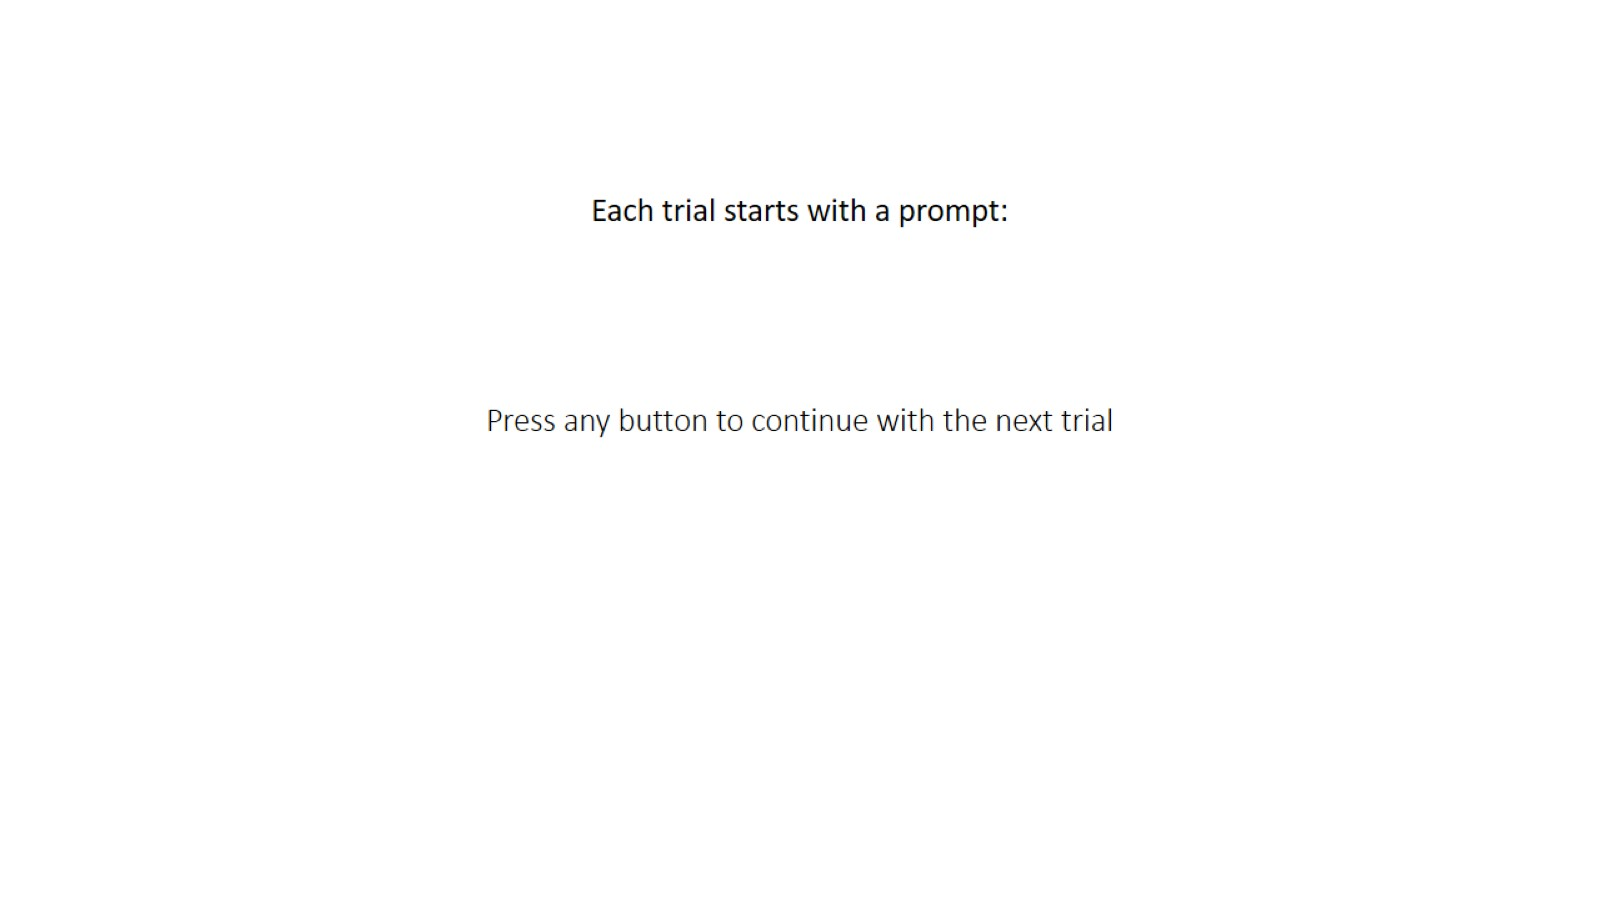 Each trial starts with a prompt:
Press any button to continue with the next trial